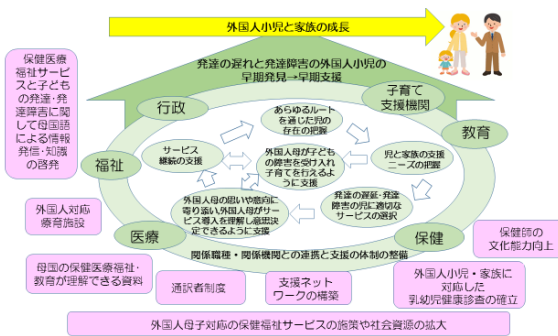 外国人小児と家族の成長
発達の遅れと発達障害の外国人小児の
早期発見→早期支援
保健医療
福祉サービ
スと子ども
の発達・発
達障害に関
して母国語
による情報
発信・知識
の啓発
行政
子育て
支援機関
教育
福祉
医療
保健
あらゆるルート
を通じた児の
存在の把握
児と家族の支援
ニーズの把握
発達の遅延・発達
障害の児に適切な
サービスの選択
外国人母の思いや意向に
寄り添い、外国人母がサー
ビス導入を理解し意思決
定できるように支援
サービス
継続の支援
外国人母が子ども
の障害を受け入れ
子育てを行えるよ
うに支援
関係職種・関係機関との連携と支援の体制の整備
外国人対応
療育施設
母国の保健医療福祉・
教育が理解できる資料
通訳者制度
支援ネット
ワークの構築
外国人小児・家族に
対応した
乳幼児健康診査の確立
保健師の
文化能力向上
外国人母子対応の保健福祉サービスの施策や社会資源の拡大